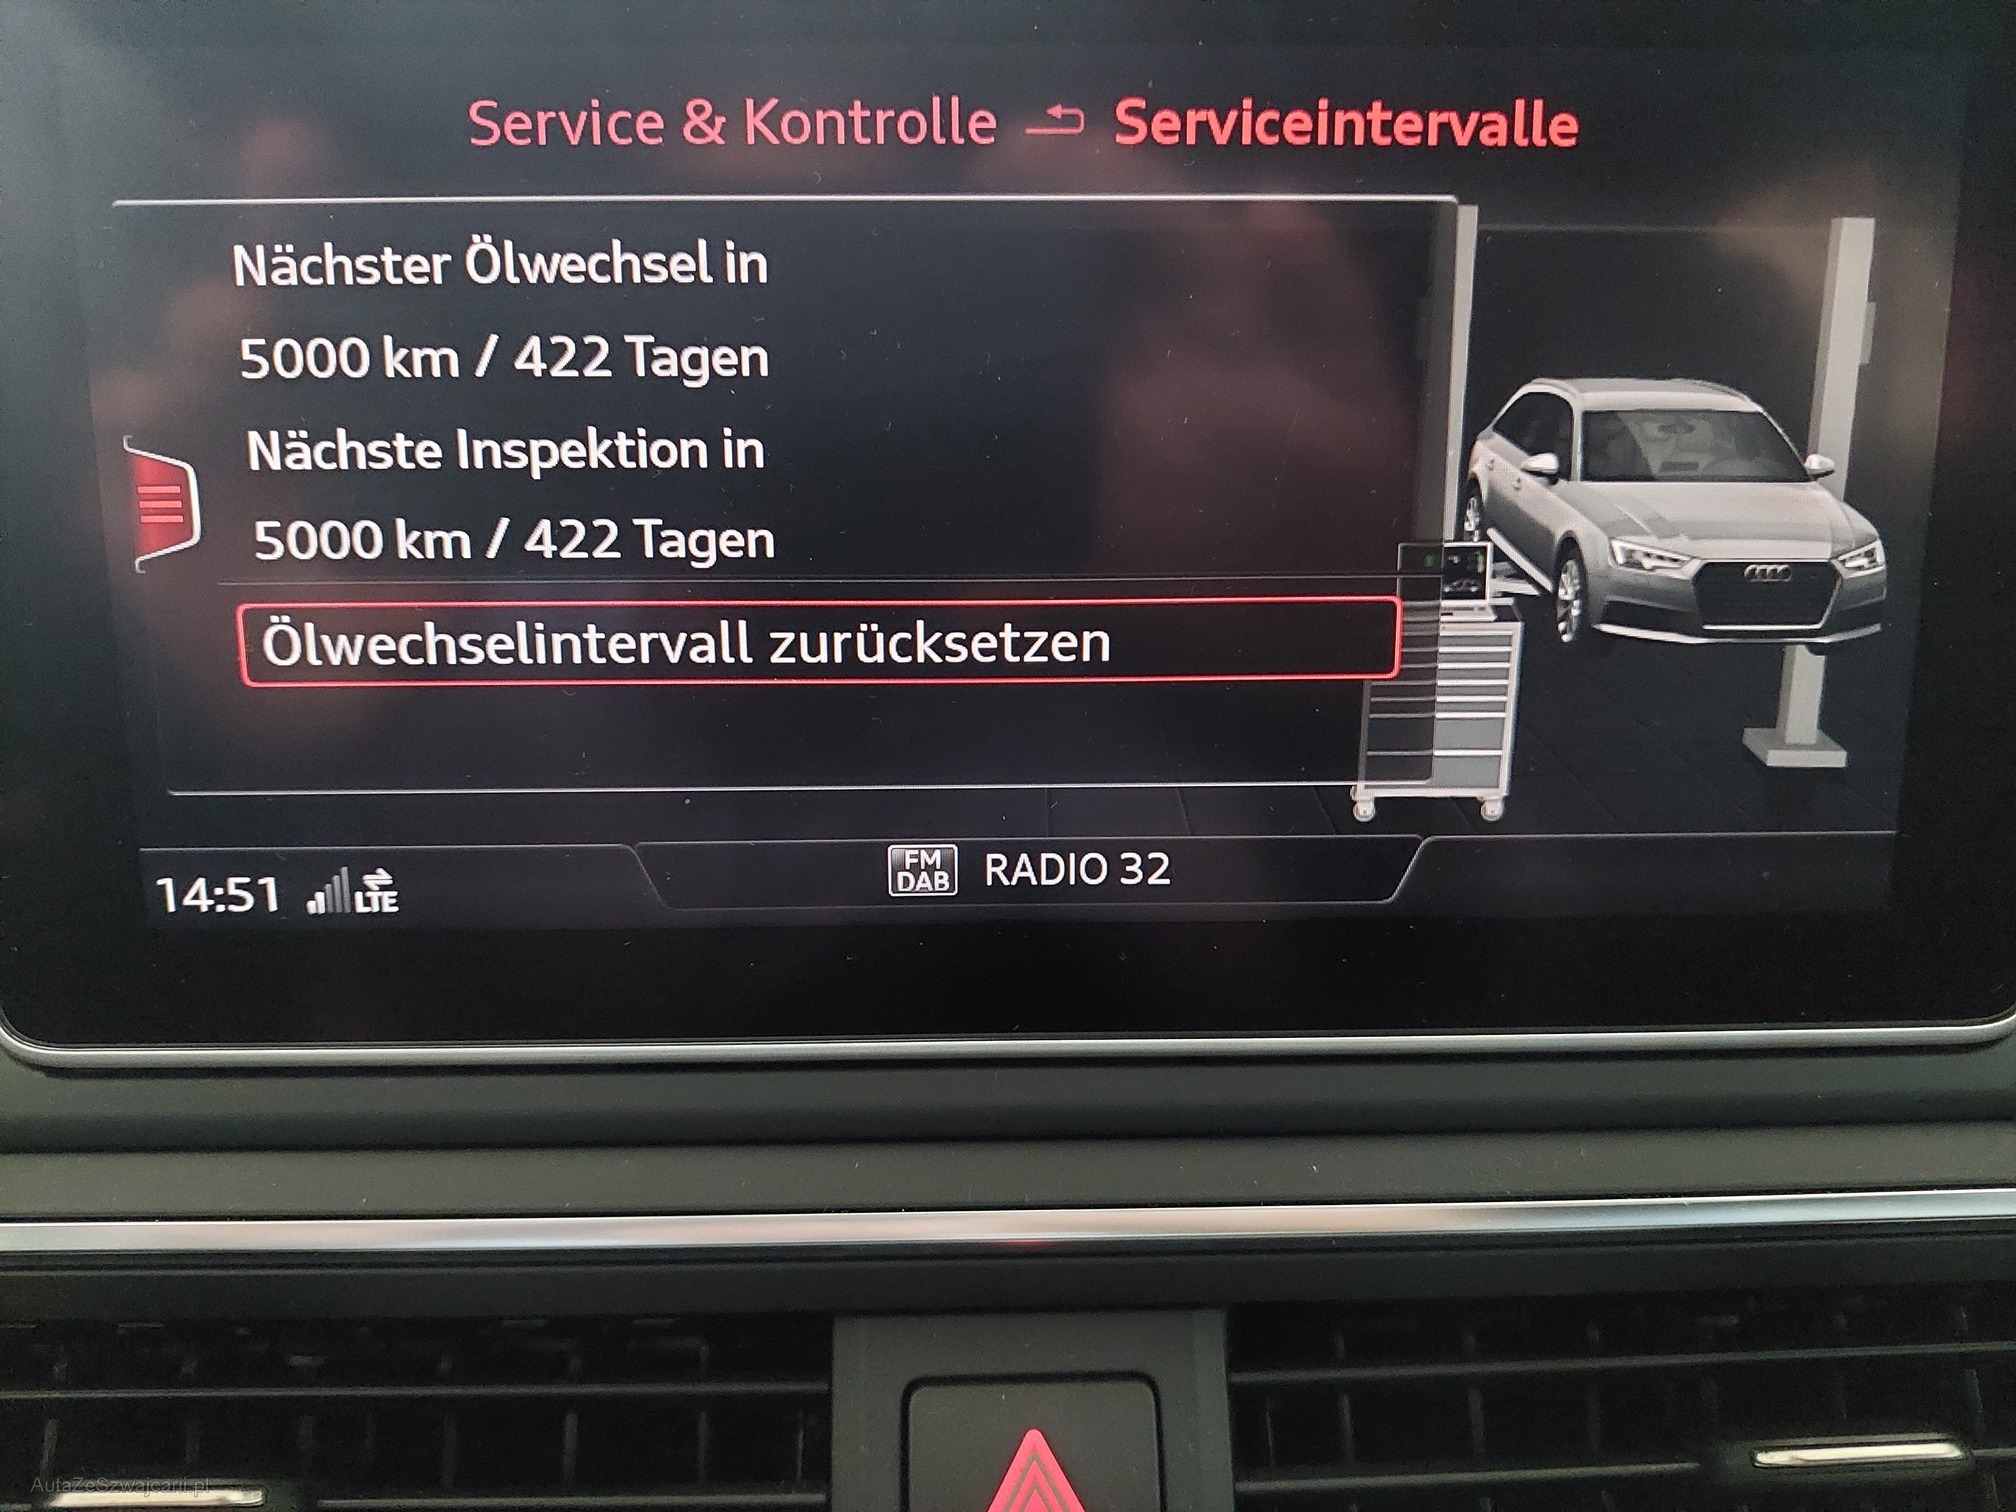 Service & Kontrolle Serviceintervalle
Nächster Ölwechsel in
5000 km / 422 Tagen
Nächste Inspektion in
5000 km / 422 Tagen
Ölwechselintervall zurücksetzen
14:51 LTE FM DAB RADIO 32
AutaZeSzwajcarii.pl